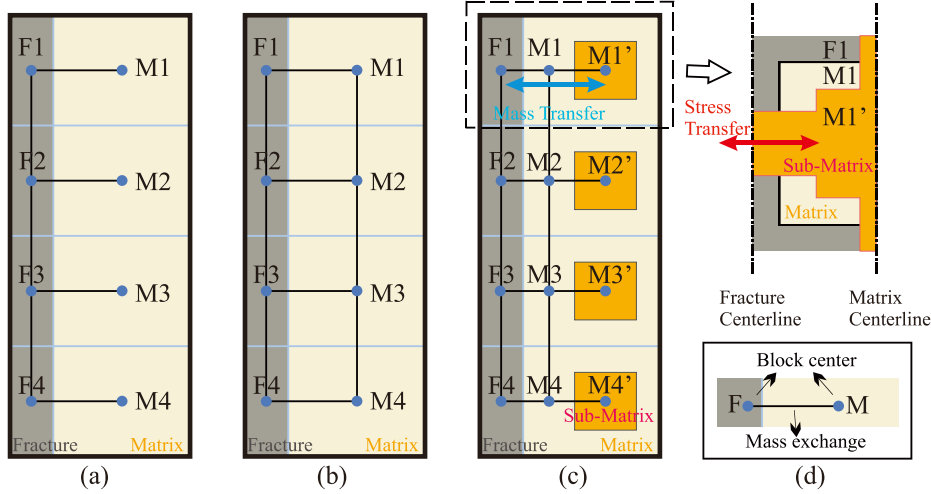 F1
M1
F2
M2
F3
M3
F4
M4
Fracture
Matrix
(a)
F1
M1
F2
M2
F3
M3
F4
M4
Fracture
Matrix
(b)
F1 M1
M1’
Mass Transfer
F2 M2
M2’
F3 M3
M3’
F4 M4
M4’
Sub-Matrix
Fracture
Matrix
(c)
F1
M1
M1’
Stress
Transfer
Sub-Matrix
Matrix
Fracture
Centerline
Matrix
Centerline
Block center
F
M
Mass exchange
(d)